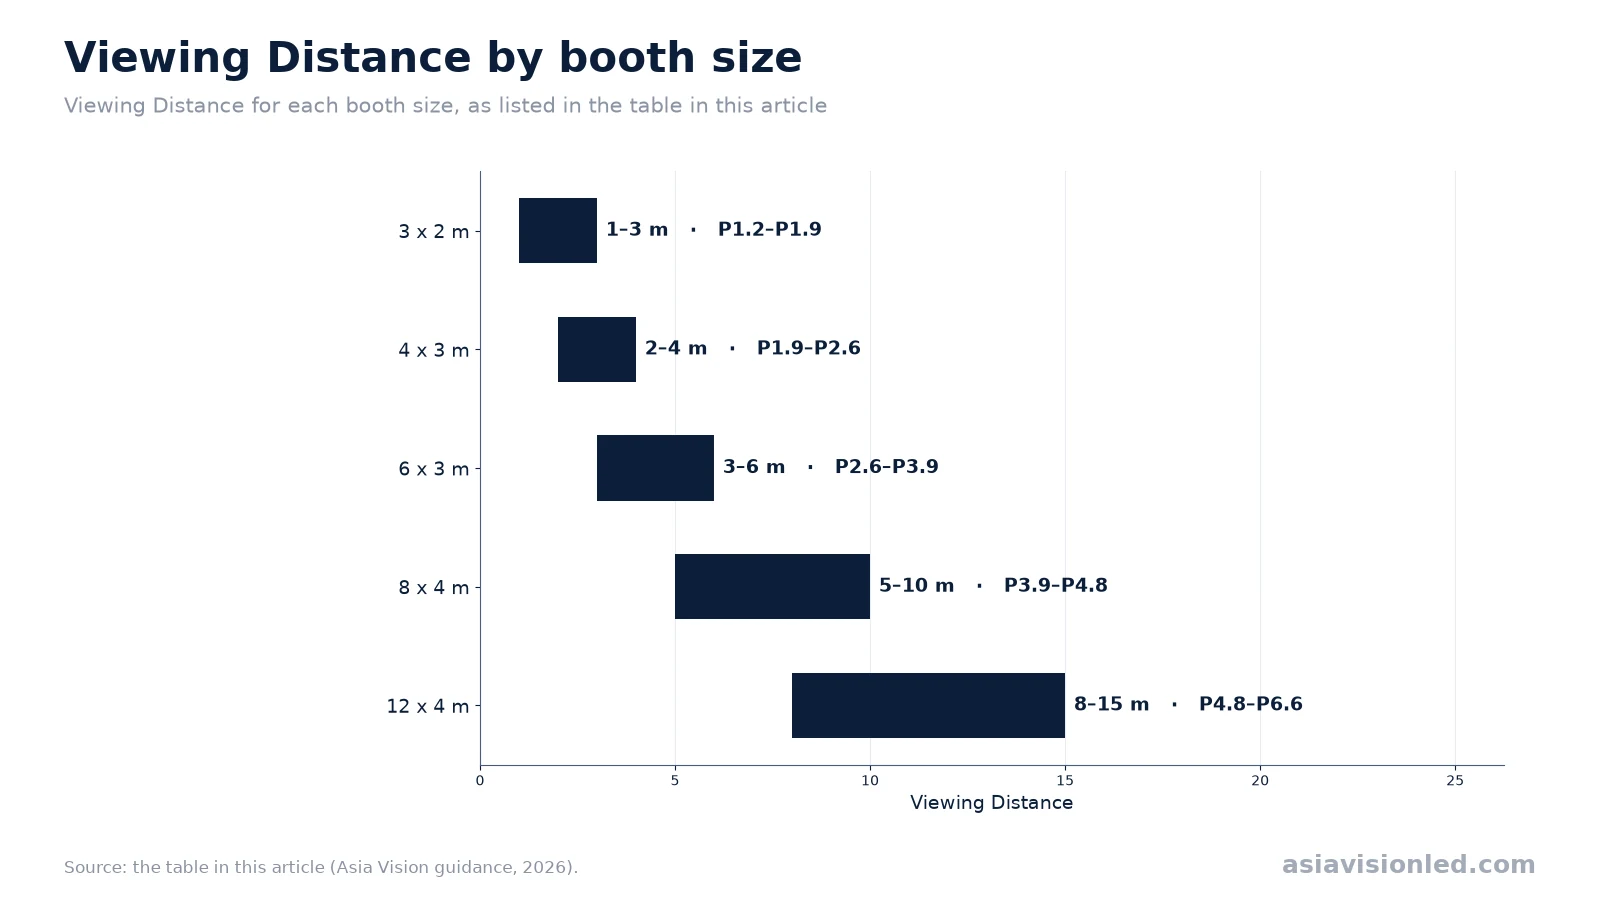 Viewing Distance by booth size
Viewing Distance for each booth size, as listed in the table in this article
3 x 2 m
1–3 m · P1.2–P1.9
4 x 3 m
2–4 m · P1.9–P2.6
6 x 3 m
3–6 m · P2.6–P3.9
8 x 4 m
5–10 m · P3.9–P4.8
12 x 4 m
8–15 m · P4.8–P6.6
0 5 10 15 20 25
Viewing Distance
Source: the table in this article (Asia Vision guidance, 2026).
asiavisionled.com